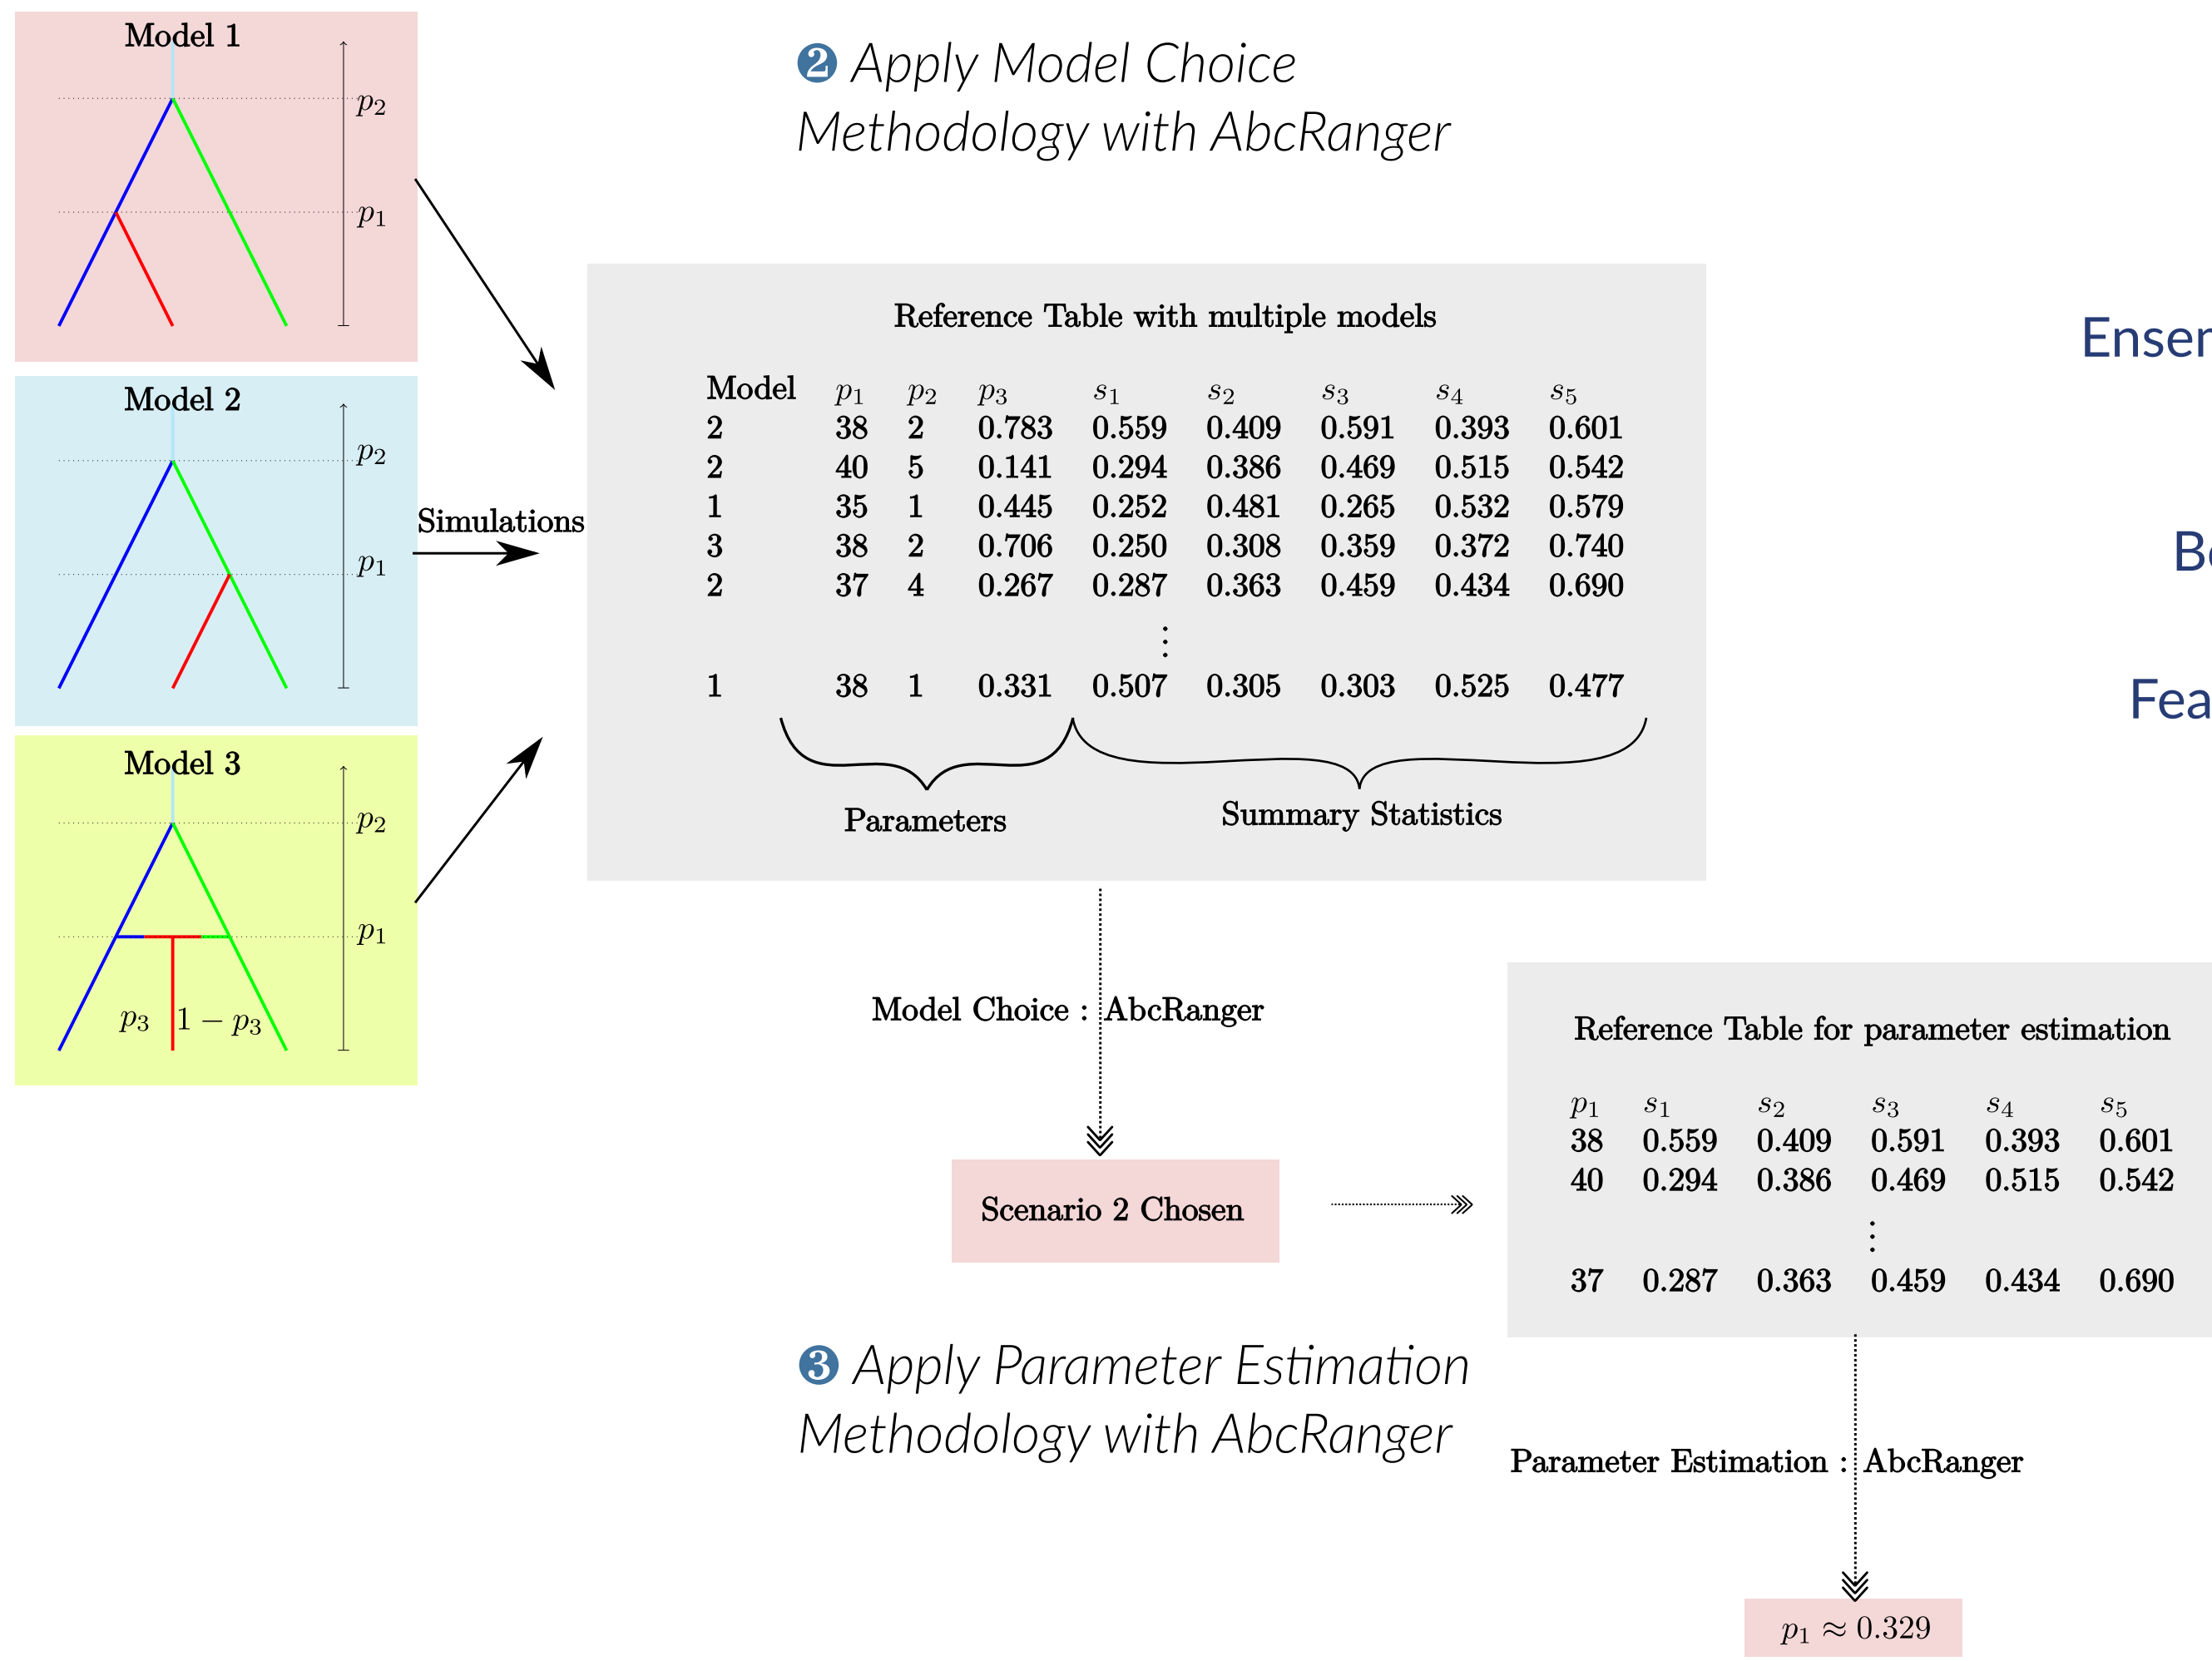 Model 1
p₂
p₁
Model 2
p₂
p₁
Model 3
p₂
p₁
p₃ 1 − p₃
Simulations
❷ Apply Model Choice
Methodology with AbcRanger
Reference Table with multiple models
Model p₁ p₂ p₃ s₁ s₂ s₃ s₄ s₅
2 38 2 0.783 0.559 0.409 0.591 0.393 0.601
2 40 5 0.141 0.294 0.386 0.469 0.515 0.542
1 35 1 0.445 0.252 0.481 0.265 0.532 0.579
3 38 2 0.706 0.250 0.308 0.359 0.372 0.740
2 37 4 0.267 0.287 0.363 0.459 0.434 0.690
⋮
1 38 1 0.331 0.507 0.305 0.303 0.525 0.477
Parameters
Summary Statistics
Model Choice : AbcRanger
Scenario 2 Chosen
Reference Table for parameter estimation
p₁ s₁ s₂ s₃ s₄ s₅
38 0.559 0.409 0.591 0.393 0.601
40 0.294 0.386 0.469 0.515 0.542
⋮
37 0.287 0.363 0.459 0.434 0.690
❸ Apply Parameter Estimation
Methodology with AbcRanger
Parameter Estimation : AbcRanger
p₁ ≈ 0.329